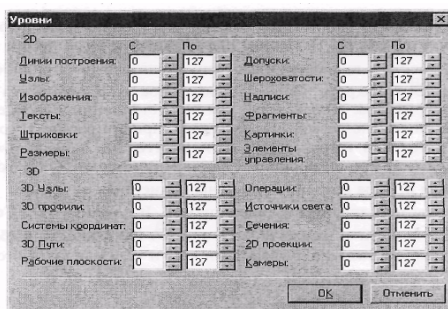 Уровни
2D
С По С По
Линии построения: 0 127 Допуски: 0 127
Узлы: 0 127 Шероховатости: 0 127
Изображения: 0 127 Надписи: 0 127
Тексты: 0 127 Фрагменты: 0 127
Штриховки: 0 127 Картинки: 0 127
Размеры: 0 127 Элементы управления: 0 127
3D
3D Узлы: 0 127 Операции: 0 127
3D профили: 0 127 Источники света: 0 127
Системы координат: 0 127 Сечения: 0 127
3D Пути: 0 127 2D проекции: 0 127
Рабочие плоскости: 0 127 Камеры: 0 127
OK Отменить